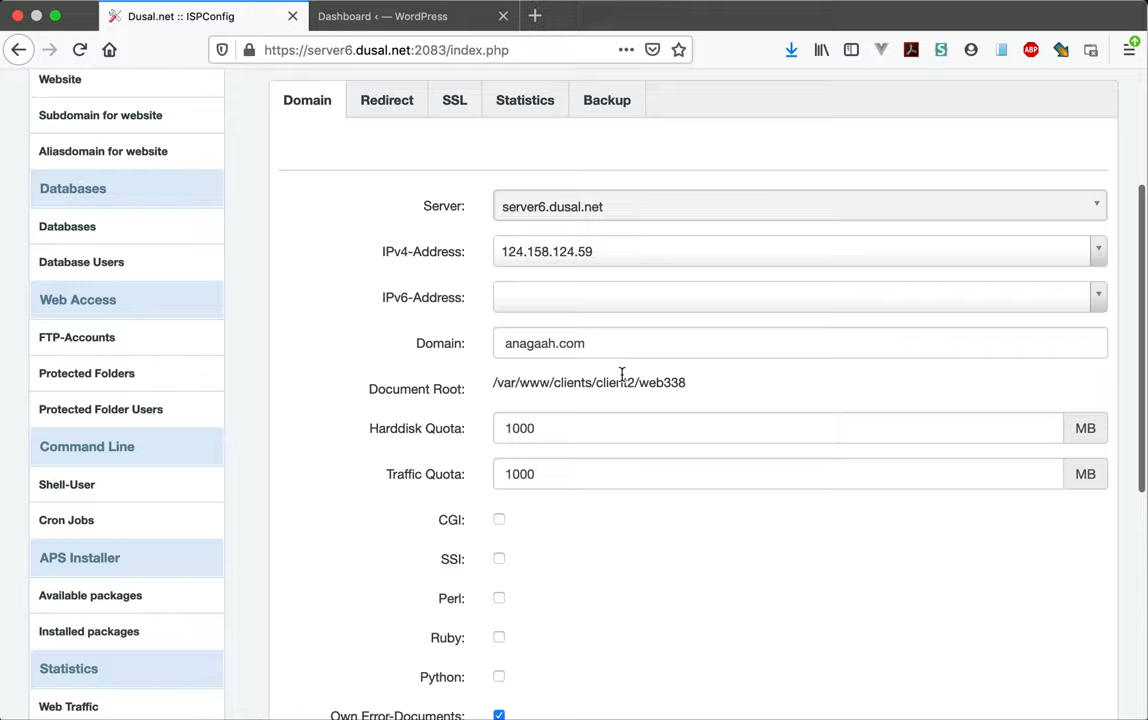 Dusal.net :: ISPConfig
Dashboard ‹ — WordPress
https://server6.dusal.net:2083/index.php
ABP
Website
Subdomain for website
Aliasdomain for website
Databases
Databases
Database Users
Web Access
FTP-Accounts
Protected Folders
Protected Folder Users
Command Line
Shell-User
Cron Jobs
APS Installer
Available packages
Installed packages
Statistics
Web Traffic
Domain
Redirect
SSL
Statistics
Backup
Server:
server6.dusal.net
IPv4-Address:
124.158.124.59
IPv6-Address:
Domain:
anagaah.com
Document Root:
/var/www/clients/client2/web338
Harddisk Quota:
1000
MB
Traffic Quota:
1000
MB
CGI:
SSI:
Perl:
Ruby:
Python:
Own Error-Documents: